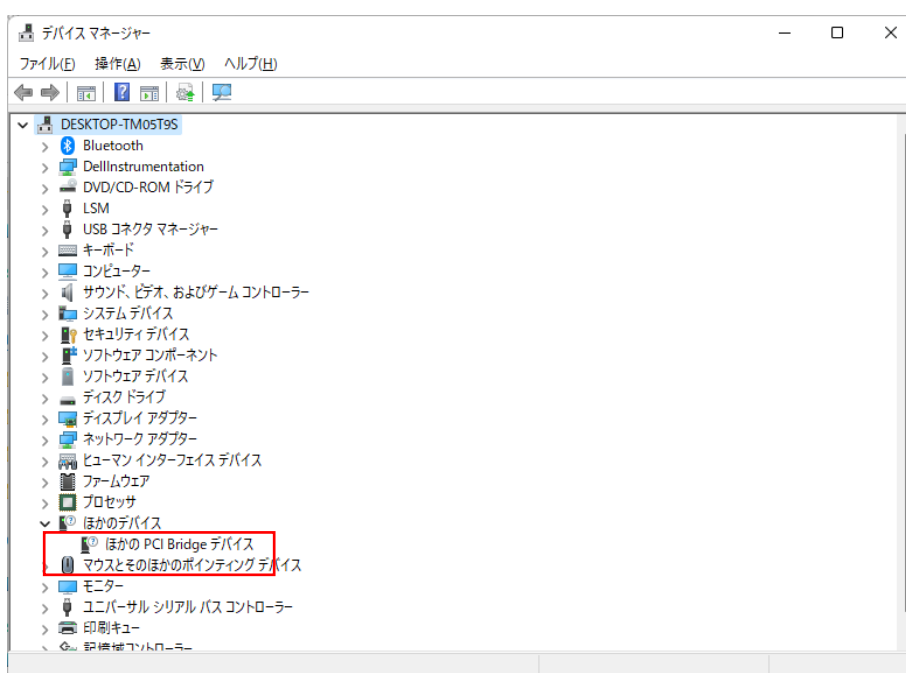 デバイス マネージャー
ファイル(F) 操作(A) 表示(V) ヘルプ(H)
DESKTOP-TM05T9S
Bluetooth
DellInstrumentation
DVD/CD-ROM ドライブ
LSM
USB コネクタ マネージャー
キーボード
コンピューター
サウンド、ビデオ、およびゲーム コントローラー
システム デバイス
セキュリティ デバイス
ソフトウェア コンポーネント
ソフトウェア デバイス
ディスク ドライブ
ディスプレイ アダプター
ネットワーク アダプター
ヒューマン インターフェイス デバイス
ファームウェア
プロセッサ
ほかのデバイス
ほかの PCI Bridge デバイス
マウスとそのほかのポインティング デバイス
モニター
ユニバーサル シリアル バス コントローラー
印刷キュー
記憶域コントローラー